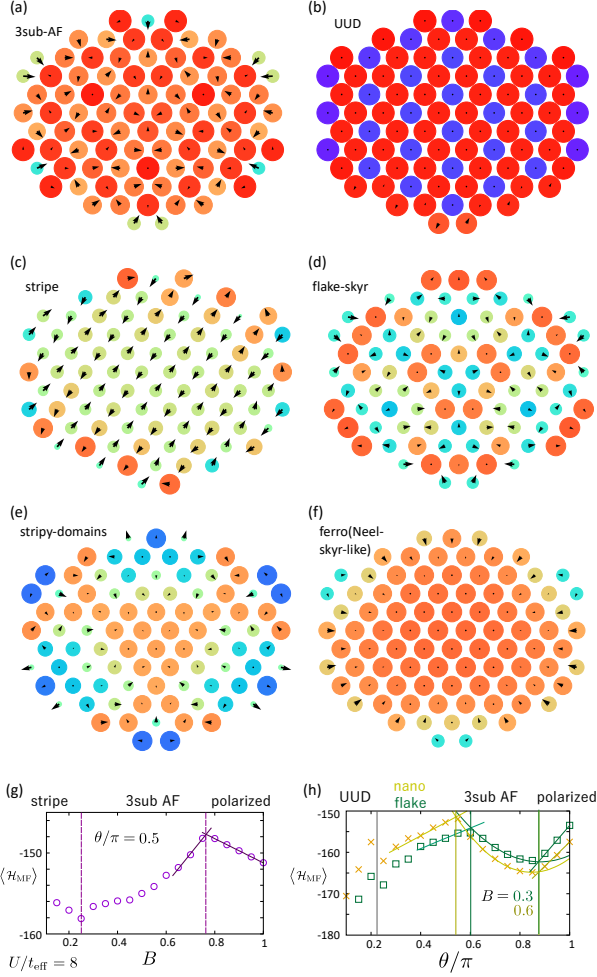 (a)
3sub-AF
(b)
UUD
(c)
stripe
(d)
flake-skyr
(e)
stripy-domains
(f)
ferro(Neel-
skyr-like)
(g)
stripe 3sub AF polarized
θ/π = 0.5
-150
⟨ℋMF⟩
-160
0.2 0.4 0.6 0.8 1
U/teff = 8
B
(h)
nano
UUD flake 3sub AF polarized
-150
-160
⟨ℋMF⟩
-170
-180
B = 0.3
0.6
0.2 0.4 0.6 0.8 1
θ/π